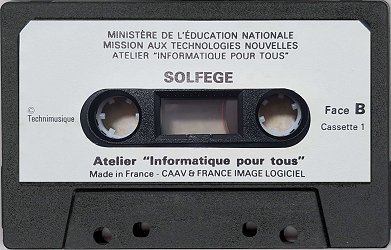 MINISTÈRE DE L'ÉDUCATION NATIONALE
MISSION AUX TECHNOLOGIES NOUVELLES
ATELIER "INFORMATIQUE POUR TOUS"
SOLFEGE
©
Technimusique
Face B
Cassette 1
Atelier "Informatique pour tous"
Made in France - CAAV & FRANCE IMAGE LOGICIEL